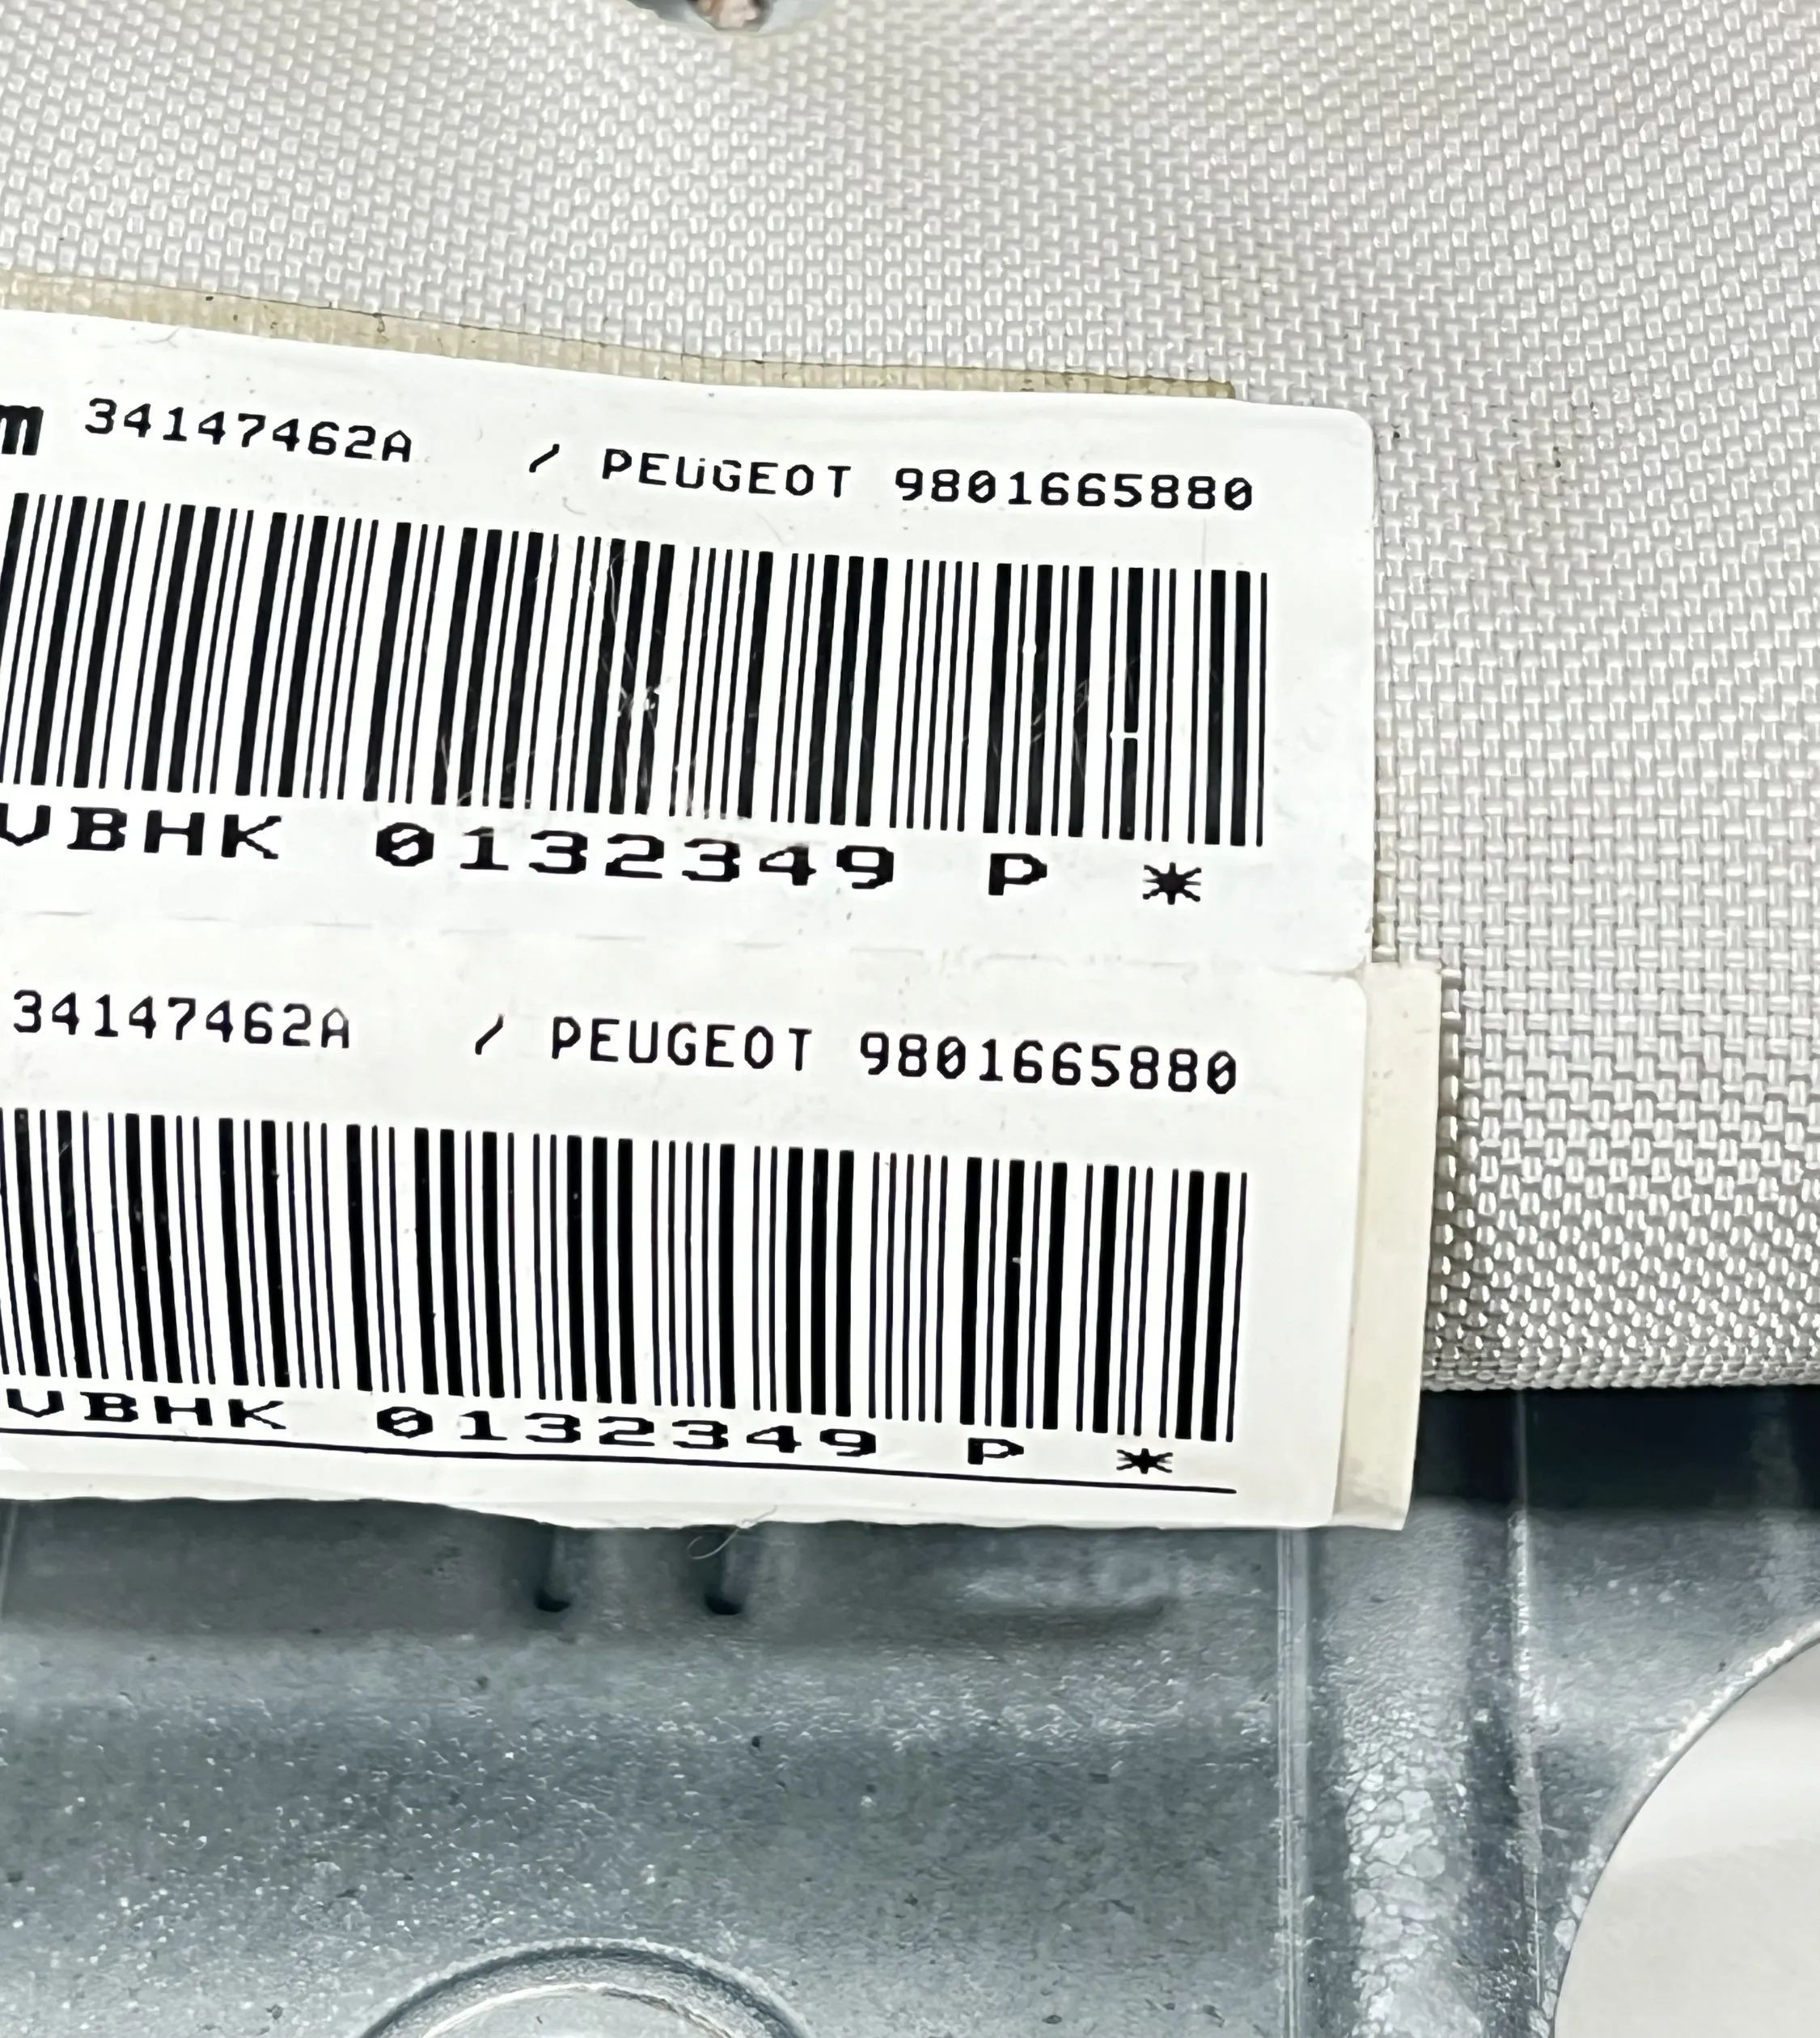 m 34147462A / PEUGEOT 9801665880
VBHK 0132349 P *
34147462A / PEUGEOT 9801665880
VBHK 0132349 P *